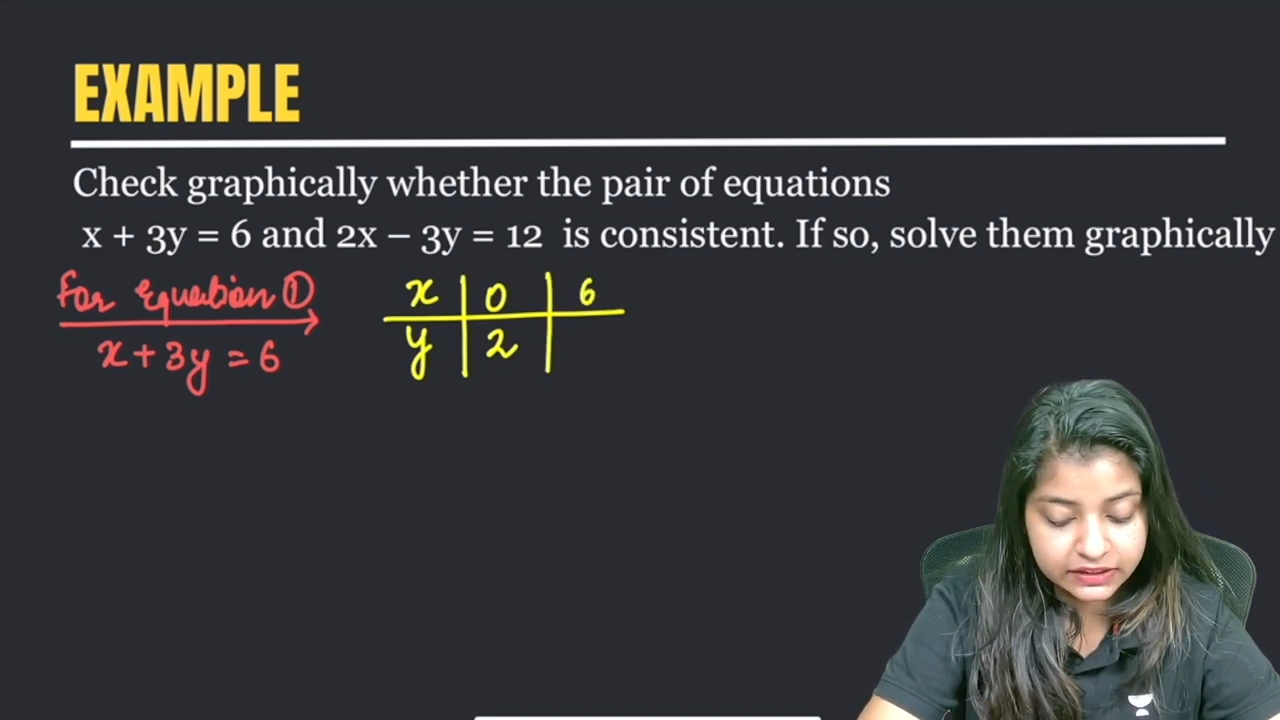 EXAMPLE
Check graphically whether the pair of equations
x + 3y = 6 and 2x – 3y = 12 is consistent. If so, solve them graphically
For Equation ①
x + 3y = 6
x | 0 | 6
y | 2 |